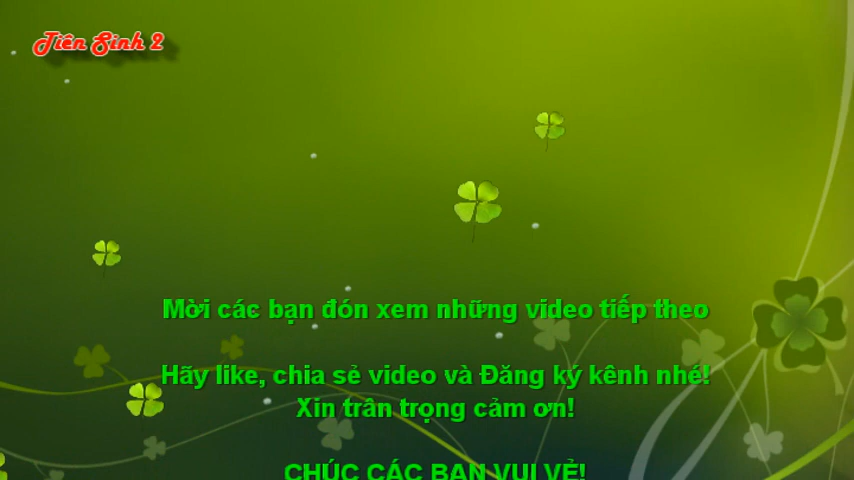 Tiên Sinh 2
Mời các bạn đón xem những video tiếp theo
Hãy like, chia sẻ video và Đăng ký kênh nhé!
Xin trân trọng cảm ơn!
CHÚC CÁC BẠN VUI VẺ!